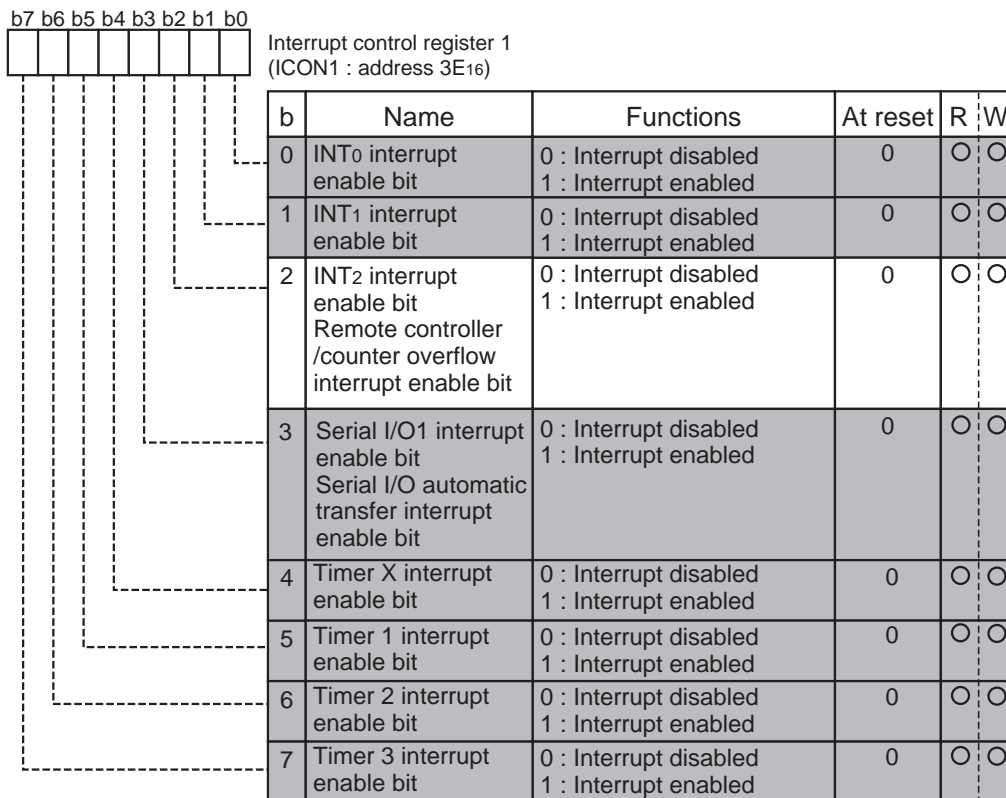 b7 b6 b5 b4 b3 b2 b1 b0
Interrupt control register 1
(ICON1 : address 3E16)
b Name Functions At reset R W
0 INT0 interrupt 0 : Interrupt disabled 0 O O
enable bit 1 : Interrupt enabled
1 INT1 interrupt 0 : Interrupt disabled 0 O O
enable bit 1 : Interrupt enabled
2 INT2 interrupt 0 : Interrupt disabled 0 O O
enable bit 1 : Interrupt enabled
Remote controller
/counter overflow
interrupt enable bit
3 Serial I/O1 interrupt 0 : Interrupt disabled 0 O O
enable bit 1 : Interrupt enabled
Serial I/O automatic
transfer interrupt
enable bit
4 Timer X interrupt 0 : Interrupt disabled 0 O O
enable bit 1 : Interrupt enabled
5 Timer 1 interrupt 0 : Interrupt disabled 0 O O
enable bit 1 : Interrupt enabled
6 Timer 2 interrupt 0 : Interrupt disabled 0 O O
enable bit 1 : Interrupt enabled
7 Timer 3 interrupt 0 : Interrupt disabled 0 O O
enable bit 1 : Interrupt enabled